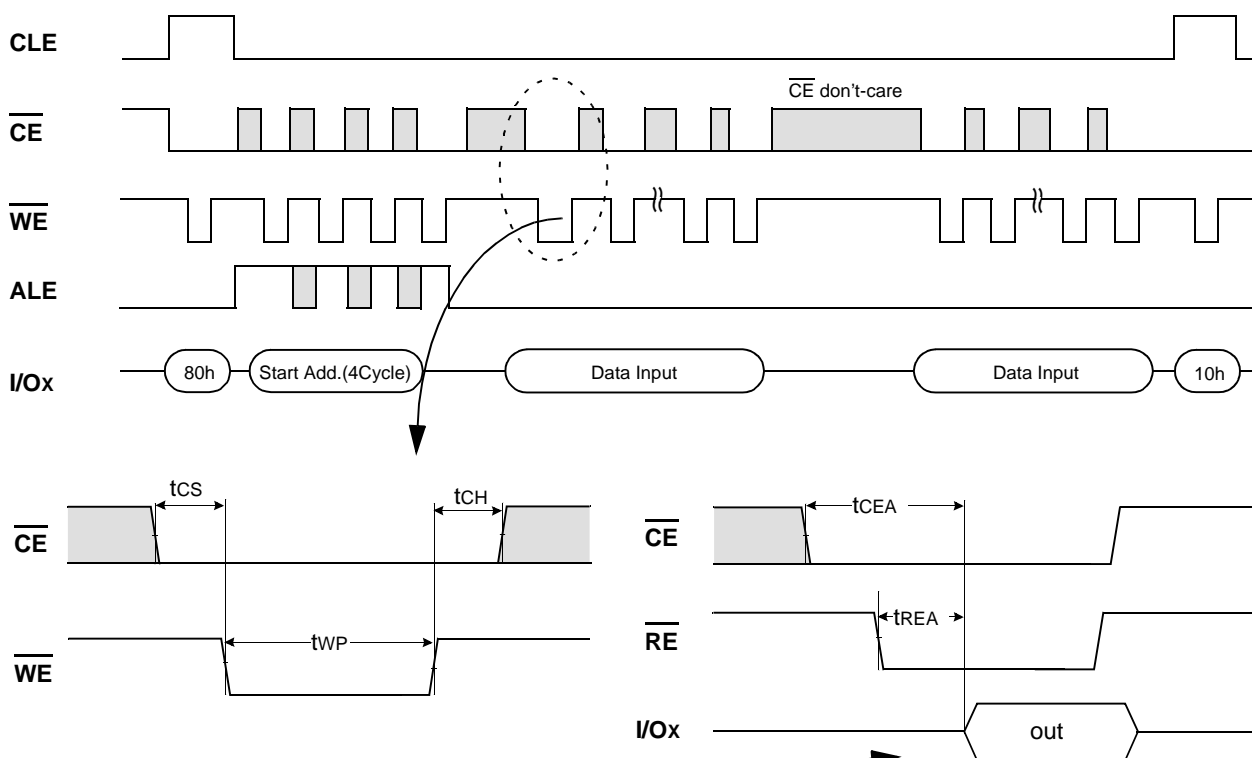 CLE
CE don't-care
CE
WE
ALE
I/Ox 80h Start Add.(4Cycle) Data Input Data Input 10h
tCS tCH
CE
tWP
WE
tCEA
CE
tREA
RE
I/Ox out